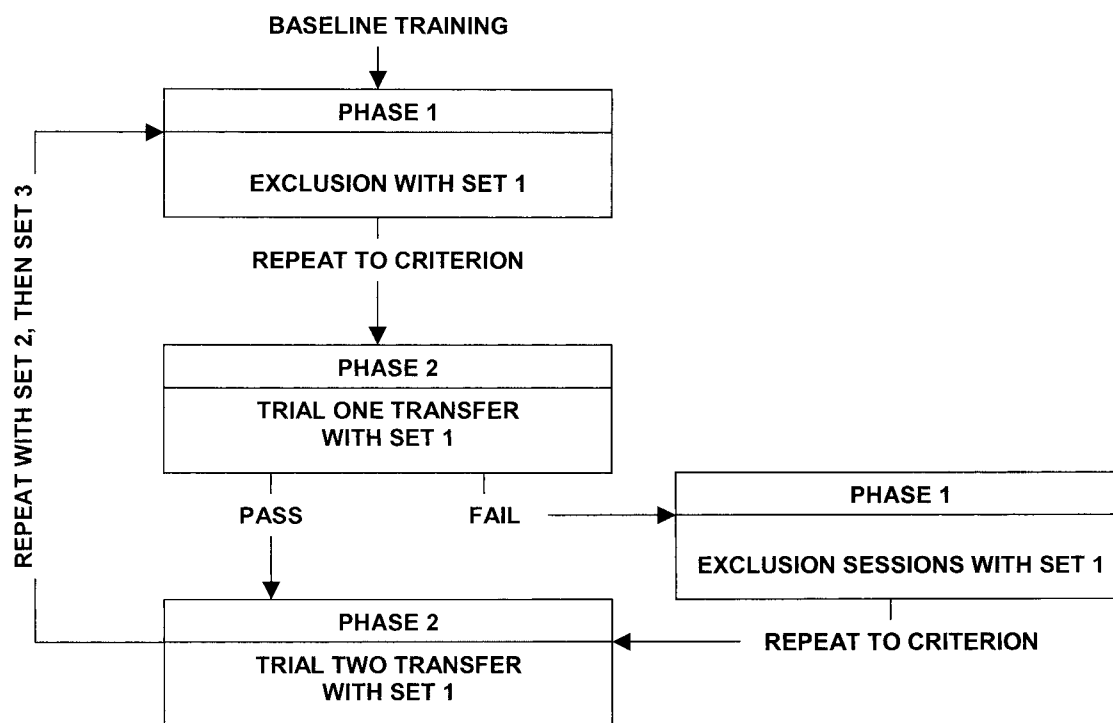 BASELINE TRAINING
PHASE 1
EXCLUSION WITH SET 1
REPEAT TO CRITERION
PHASE 2
TRIAL ONE TRANSFER
WITH SET 1
PASS
FAIL
PHASE 1
EXCLUSION SESSIONS WITH SET 1
REPEAT TO CRITERION
PHASE 2
TRIAL TWO TRANSFER
WITH SET 1
REPEAT WITH SET 2, THEN SET 3